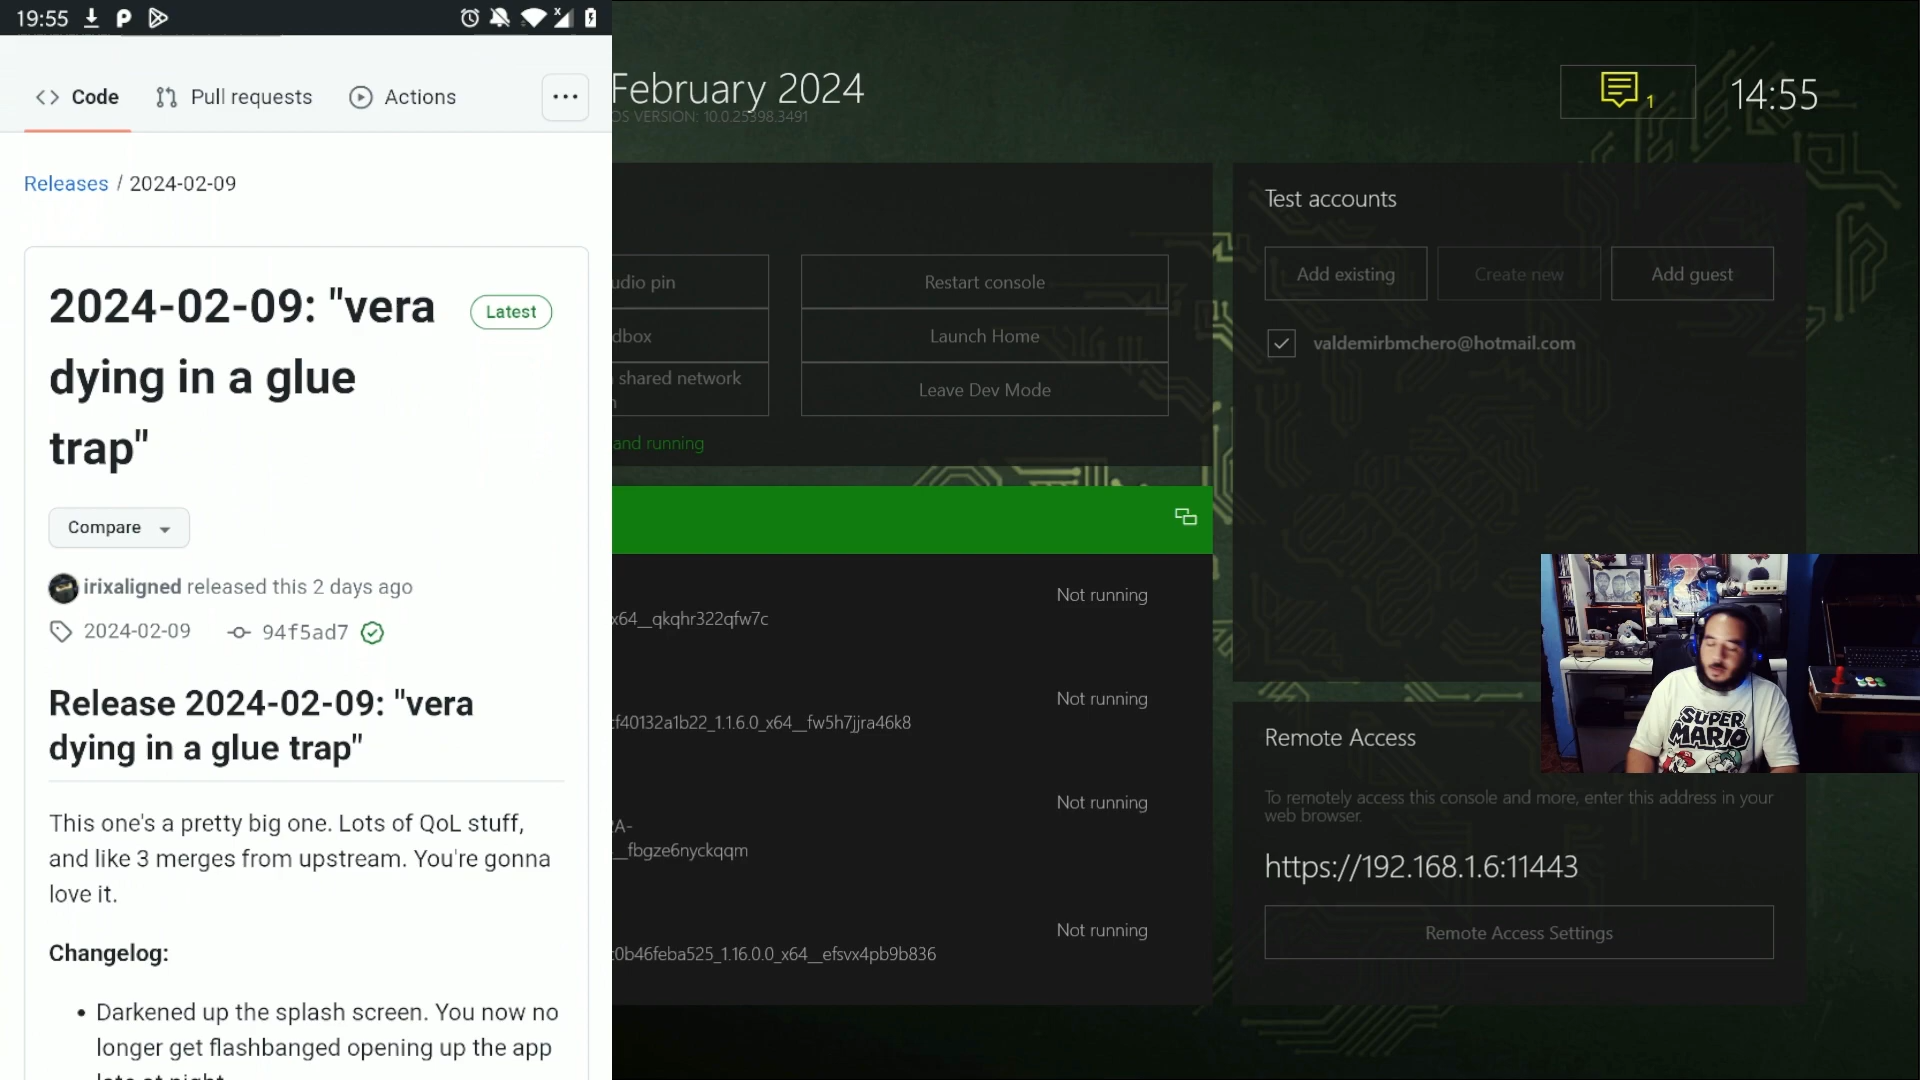 19:55
Code
Pull requests
Actions
Releases / 2024-02-09
2024-02-09: "vera
dying in a glue
trap"
Latest
Compare
irixaligned released this 2 days ago
2024-02-09
94f5ad7
Release 2024-02-09: "vera
dying in a glue trap"
This one's a pretty big one. Lots of QoL stuff,
and like 3 merges from upstream. You're gonna
love it.
Changelog:
• Darkened up the splash screen. You now no
longer get flashbanged opening up the app
late at night
February 2024
OS VERSION: 10.0.25398.3491
1
14:55
udio pin
dbox
shared network
Restart console
Launch Home
Leave Dev Mode
and running
Not running
x64__qkqhr322qfw7c
Not running
cf40132a1b22_1.1.6.0_x64__fw5h7jjra46k8
Not running
2A-
__fbgze6nyckqqm
Not running
c0b46feba525_1.16.0.0_x64__efsvx4pb9b836
Test accounts
Add existing
Create new
Add guest
valdemirbmchero@hotmail.com
Remote Access
To remotely access this console and more, enter this address in your
web browser.
https://192.168.1.6:11443
Remote Access Settings
SUPER
MARIO